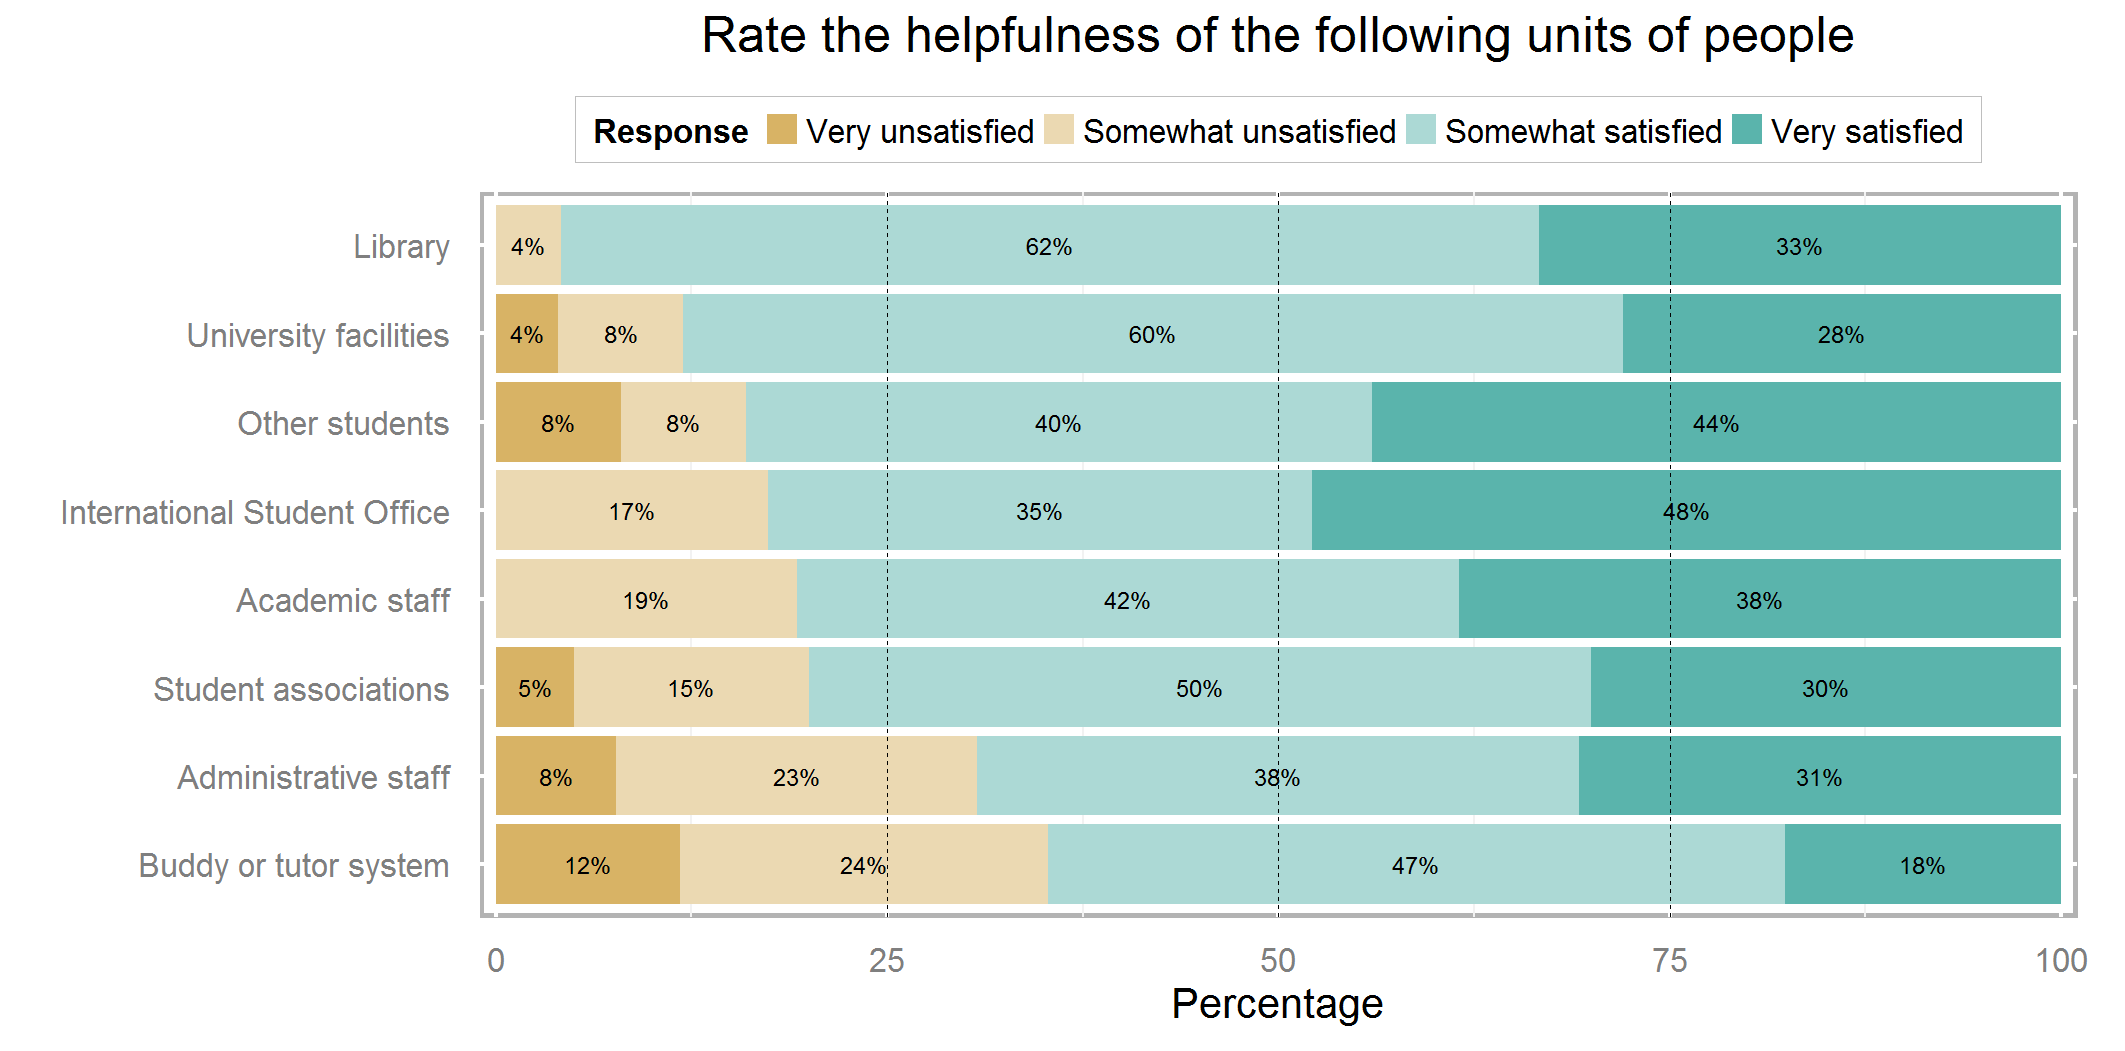 Rate the helpfulness of the following units of people
Response Very unsatisfied Somewhat unsatisfied Somewhat satisfied Very satisfied
Library 4% 62% 33%
University facilities 4% 8% 60% 28%
Other students 8% 8% 40% 44%
International Student Office 17% 35% 48%
Academic staff 19% 42% 38%
Student associations 5% 15% 50% 30%
Administrative staff 8% 23% 38% 31%
Buddy or tutor system 12% 24% 47% 18%
0 25 50 75 100
Percentage